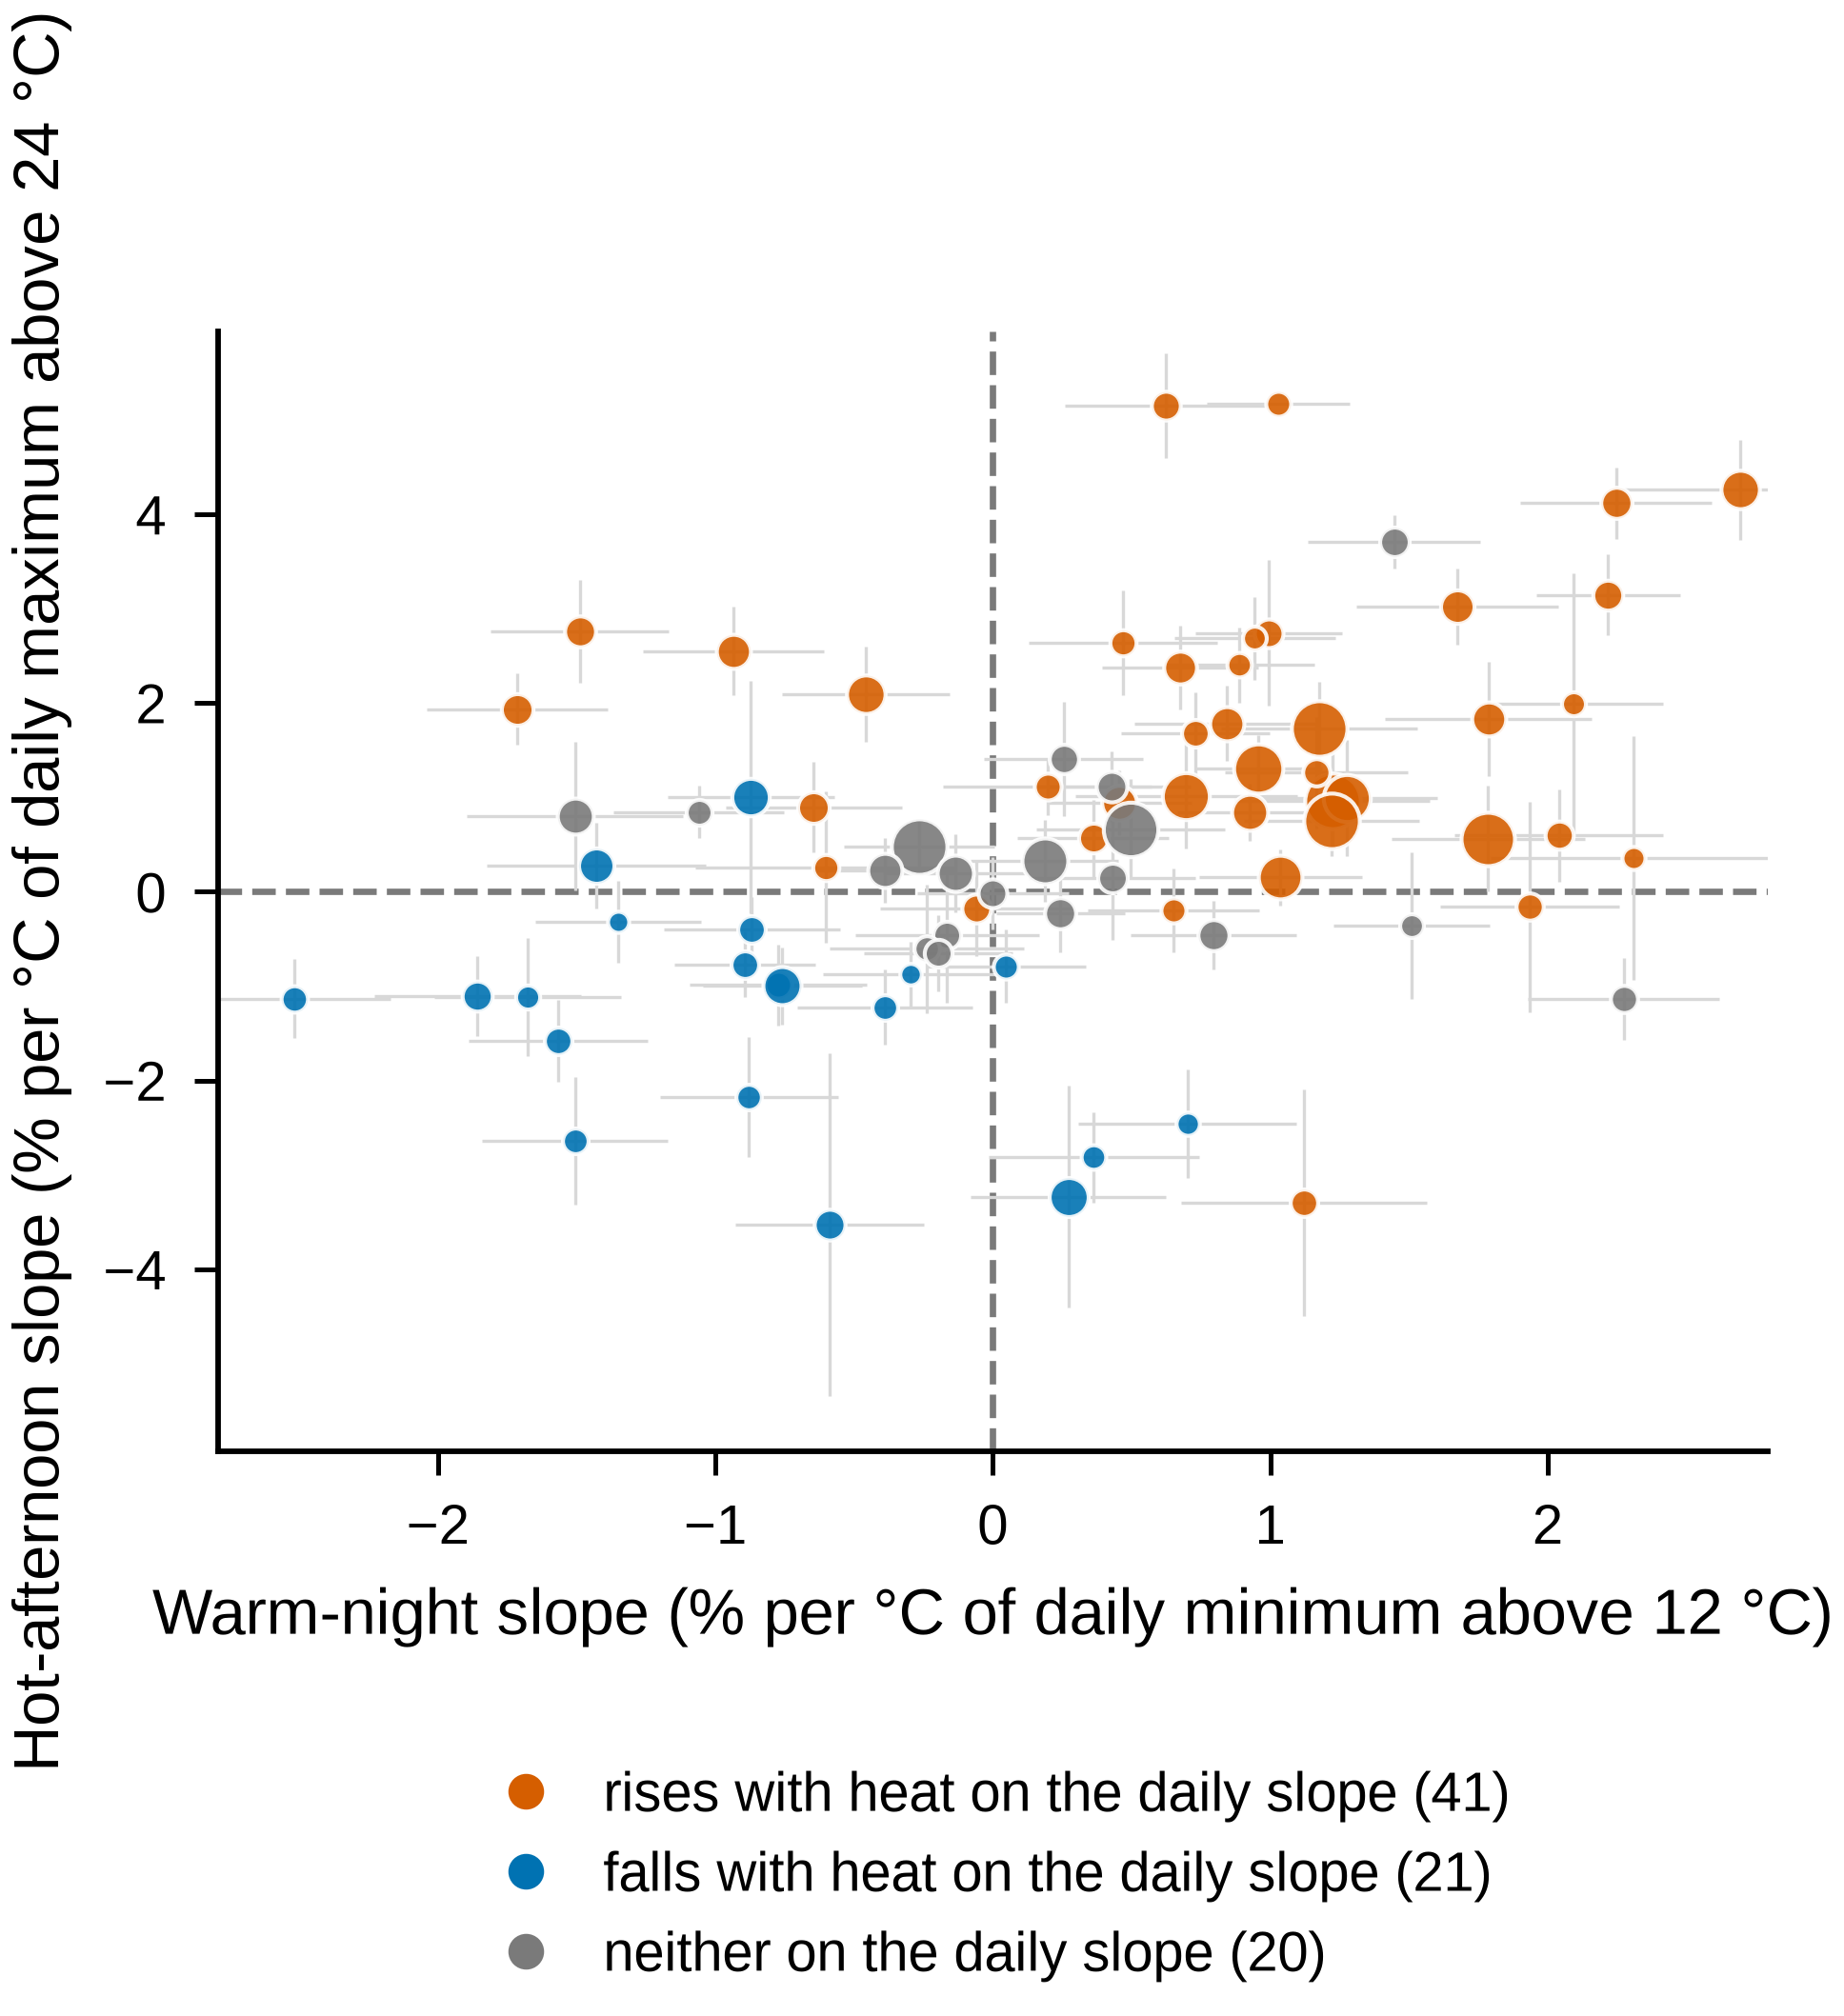 Hot-afternoon slope (% per °C of daily maximum above 24 °C)
4
2
0
−2
−4
−2
−1
0
1
2
Warm-night slope (% per °C of daily minimum above 12 °C)
rises with heat on the daily slope (41)
falls with heat on the daily slope (21)
neither on the daily slope (20)